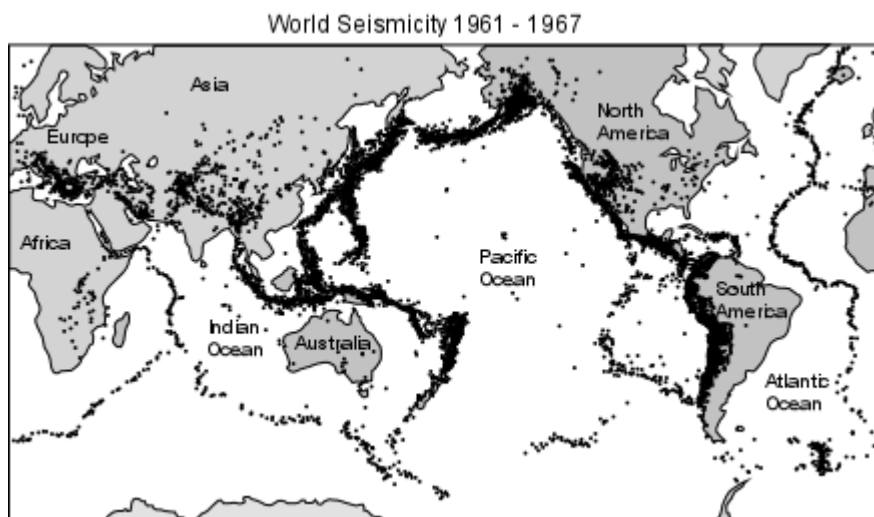 World Seismicity 1961 - 1967
Asia
North
America
Europe
Africa
Pacific
Ocean
South
America
Indian
Ocean
Australia
Atlantic
Ocean